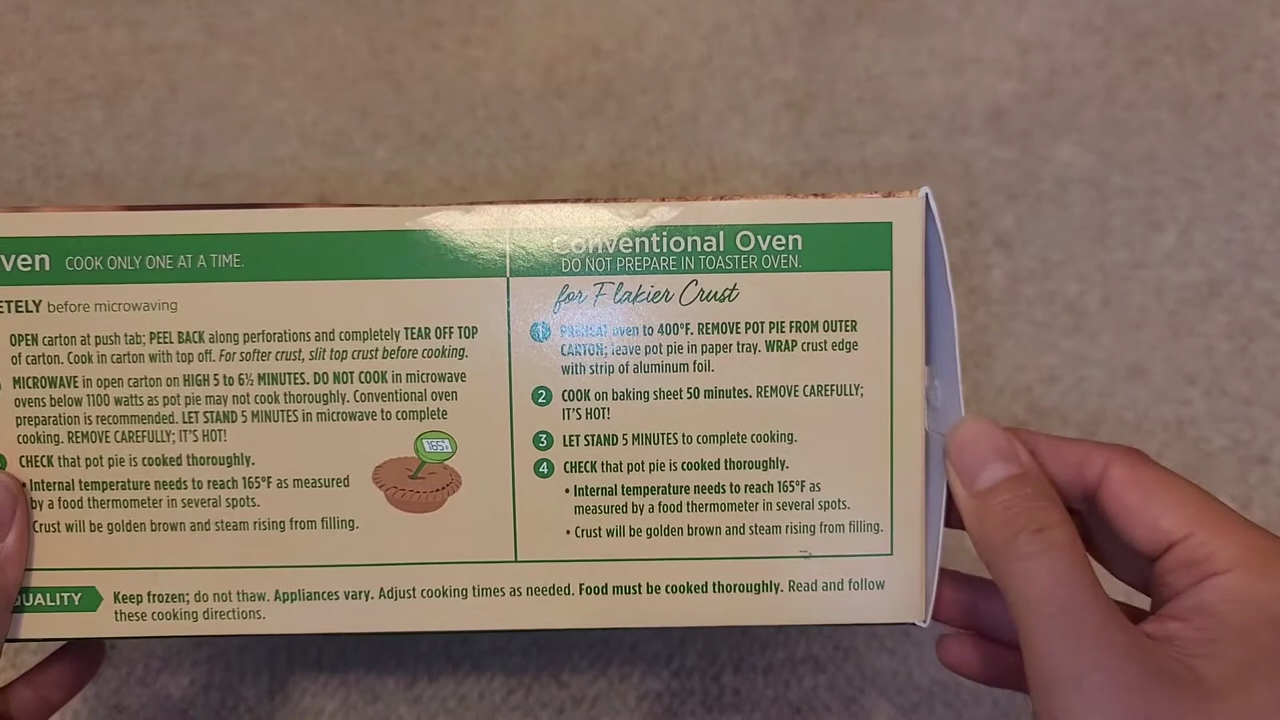 ven COOK ONLY ONE AT A TIME.
ETELY before microwaving
OPEN carton at push tab; PEEL BACK along perforations and completely TEAR OFF TOP
of carton. Cook in carton with top off. For softer crust, slit top crust before cooking.
MICROWAVE in open carton on HIGH 5 to 6½ MINUTES. DO NOT COOK in microwave
ovens below 1100 watts as pot pie may not cook thoroughly. Conventional oven
preparation is recommended. LET STAND 5 MINUTES in microwave to complete
cooking. REMOVE CAREFULLY; IT'S HOT!
CHECK that pot pie is cooked thoroughly.
• Internal temperature needs to reach 165°F as measured
by a food thermometer in several spots.
Crust will be golden brown and steam rising from filling.
165°
Conventional Oven
DO NOT PREPARE IN TOASTER OVEN.
for Flakier Crust
1 PREHEAT oven to 400°F. REMOVE POT PIE FROM OUTER
CARTON; leave pot pie in paper tray. WRAP crust edge
with strip of aluminum foil.
2 COOK on baking sheet 50 minutes. REMOVE CAREFULLY;
IT'S HOT!
3 LET STAND 5 MINUTES to complete cooking.
4 CHECK that pot pie is cooked thoroughly.
• Internal temperature needs to reach 165°F as
measured by a food thermometer in several spots.
• Crust will be golden brown and steam rising from filling.
QUALITY Keep frozen; do not thaw. Appliances vary. Adjust cooking times as needed. Food must be cooked thoroughly. Read and follow
these cooking directions.